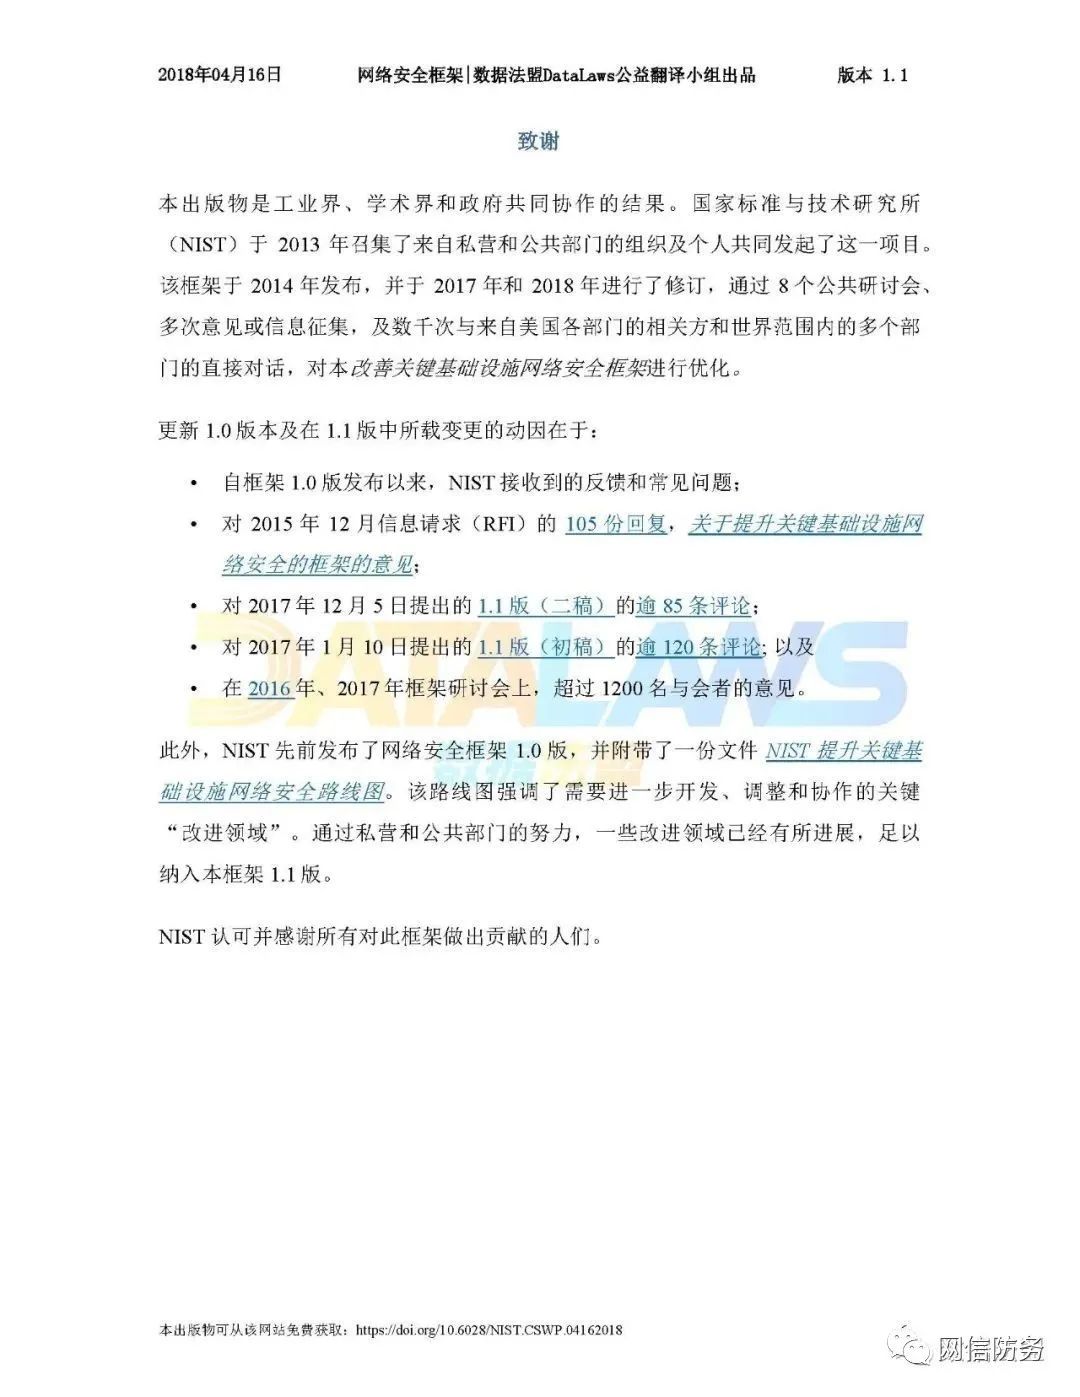 2018年04月16日 网络安全框架|数据法盟DataLaws公益翻译小组出品 版本 1.1
致谢
本出版物是工业界、学术界和政府共同协作的结果。国家标准与技术研究所
（NIST）于 2013 年召集了来自私营和公共部门的组织及个人共同发起了这一项目。
该框架于 2014 年发布，并于 2017 年和 2018 年进行了修订，通过 8 个公共研讨会、
多次意见或信息征集，及数千次与来自美国各部门的相关方和世界范围内的多个部
门的直接对话，对本改善关键基础设施网络安全框架进行优化。
更新 1.0 版本及在 1.1 版中所载变更的动因在于：
• 自框架 1.0 版发布以来，NIST 接收到的反馈和常见问题；
• 对 2015 年 12 月信息请求（RFI）的 105 份回复，关于提升关键基础设施网
络安全的框架的意见；
• 对 2017 年 12 月 5 日提出的 1.1 版（二稿）的逾 85 条评论；
• 对 2017 年 1 月 10 日提出的 1.1 版（初稿）的逾 120 条评论; 以及
• 在 2016 年、2017 年框架研讨会上，超过 1200 名与会者的意见。
DATALAWS
数据法盟
此外，NIST 先前发布了网络安全框架 1.0 版，并附带了一份文件 NIST 提升关键基
础设施网络安全路线图。该路线图强调了需要进一步开发、调整和协作的关键
“改进领域”。通过私营和公共部门的努力，一些改进领域已经有所进展，足以
纳入本框架 1.1 版。
NIST 认可并感谢所有对此框架做出贡献的人们。
本出版物可从该网站免费获取：https://doi.org/10.6028/NIST.CSWP.04162018
网信防务